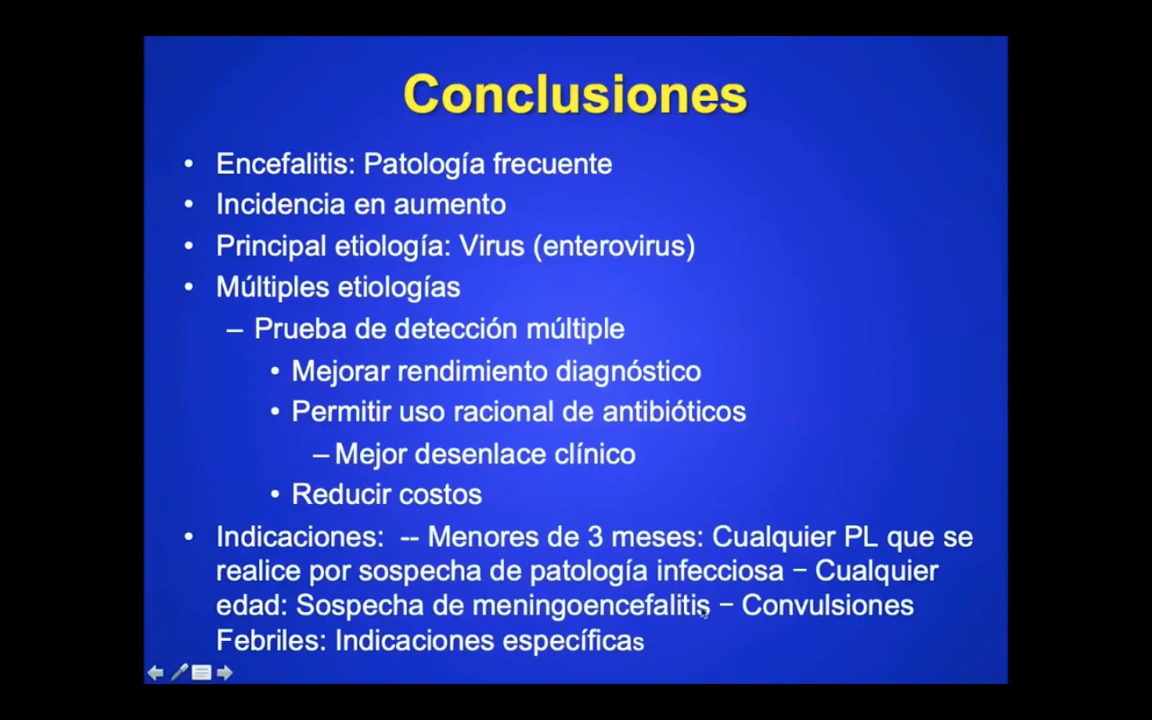 Conclusiones
• Encefalitis: Patología frecuente
• Incidencia en aumento
• Principal etiología: Virus (enterovirus)
• Múltiples etiologías
– Prueba de detección múltiple
• Mejorar rendimiento diagnóstico
• Permitir uso racional de antibióticos
– Mejor desenlace clínico
• Reducir costos
• Indicaciones: -- Menores de 3 meses: Cualquier PL que se
realice por sospecha de patología infecciosa – Cualquier
edad: Sospecha de meningoencefalitis – Convulsiones
Febriles: Indicaciones específicas